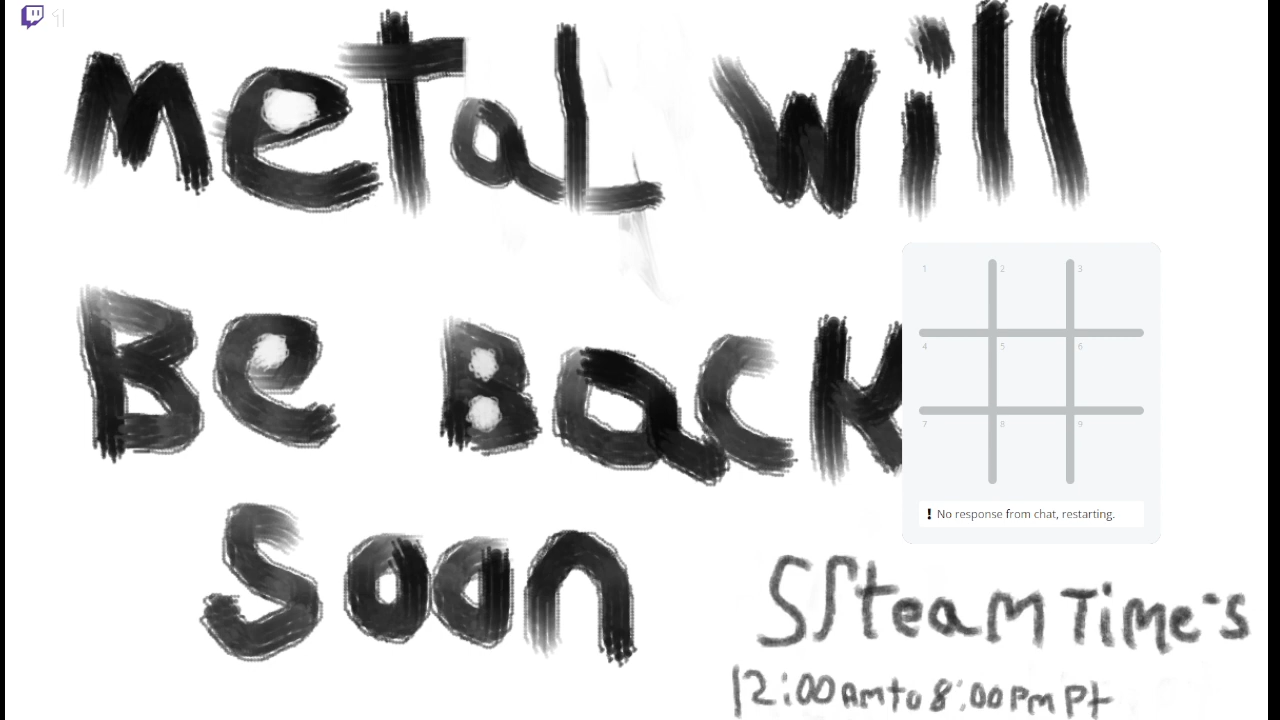 1
Metal Will
Be Back
Soon
1 2 3
4 5 6
7 8 9
! No response from chat, restarting.
SSteam Time's
12:00 Am to 8:00 Pm Pt